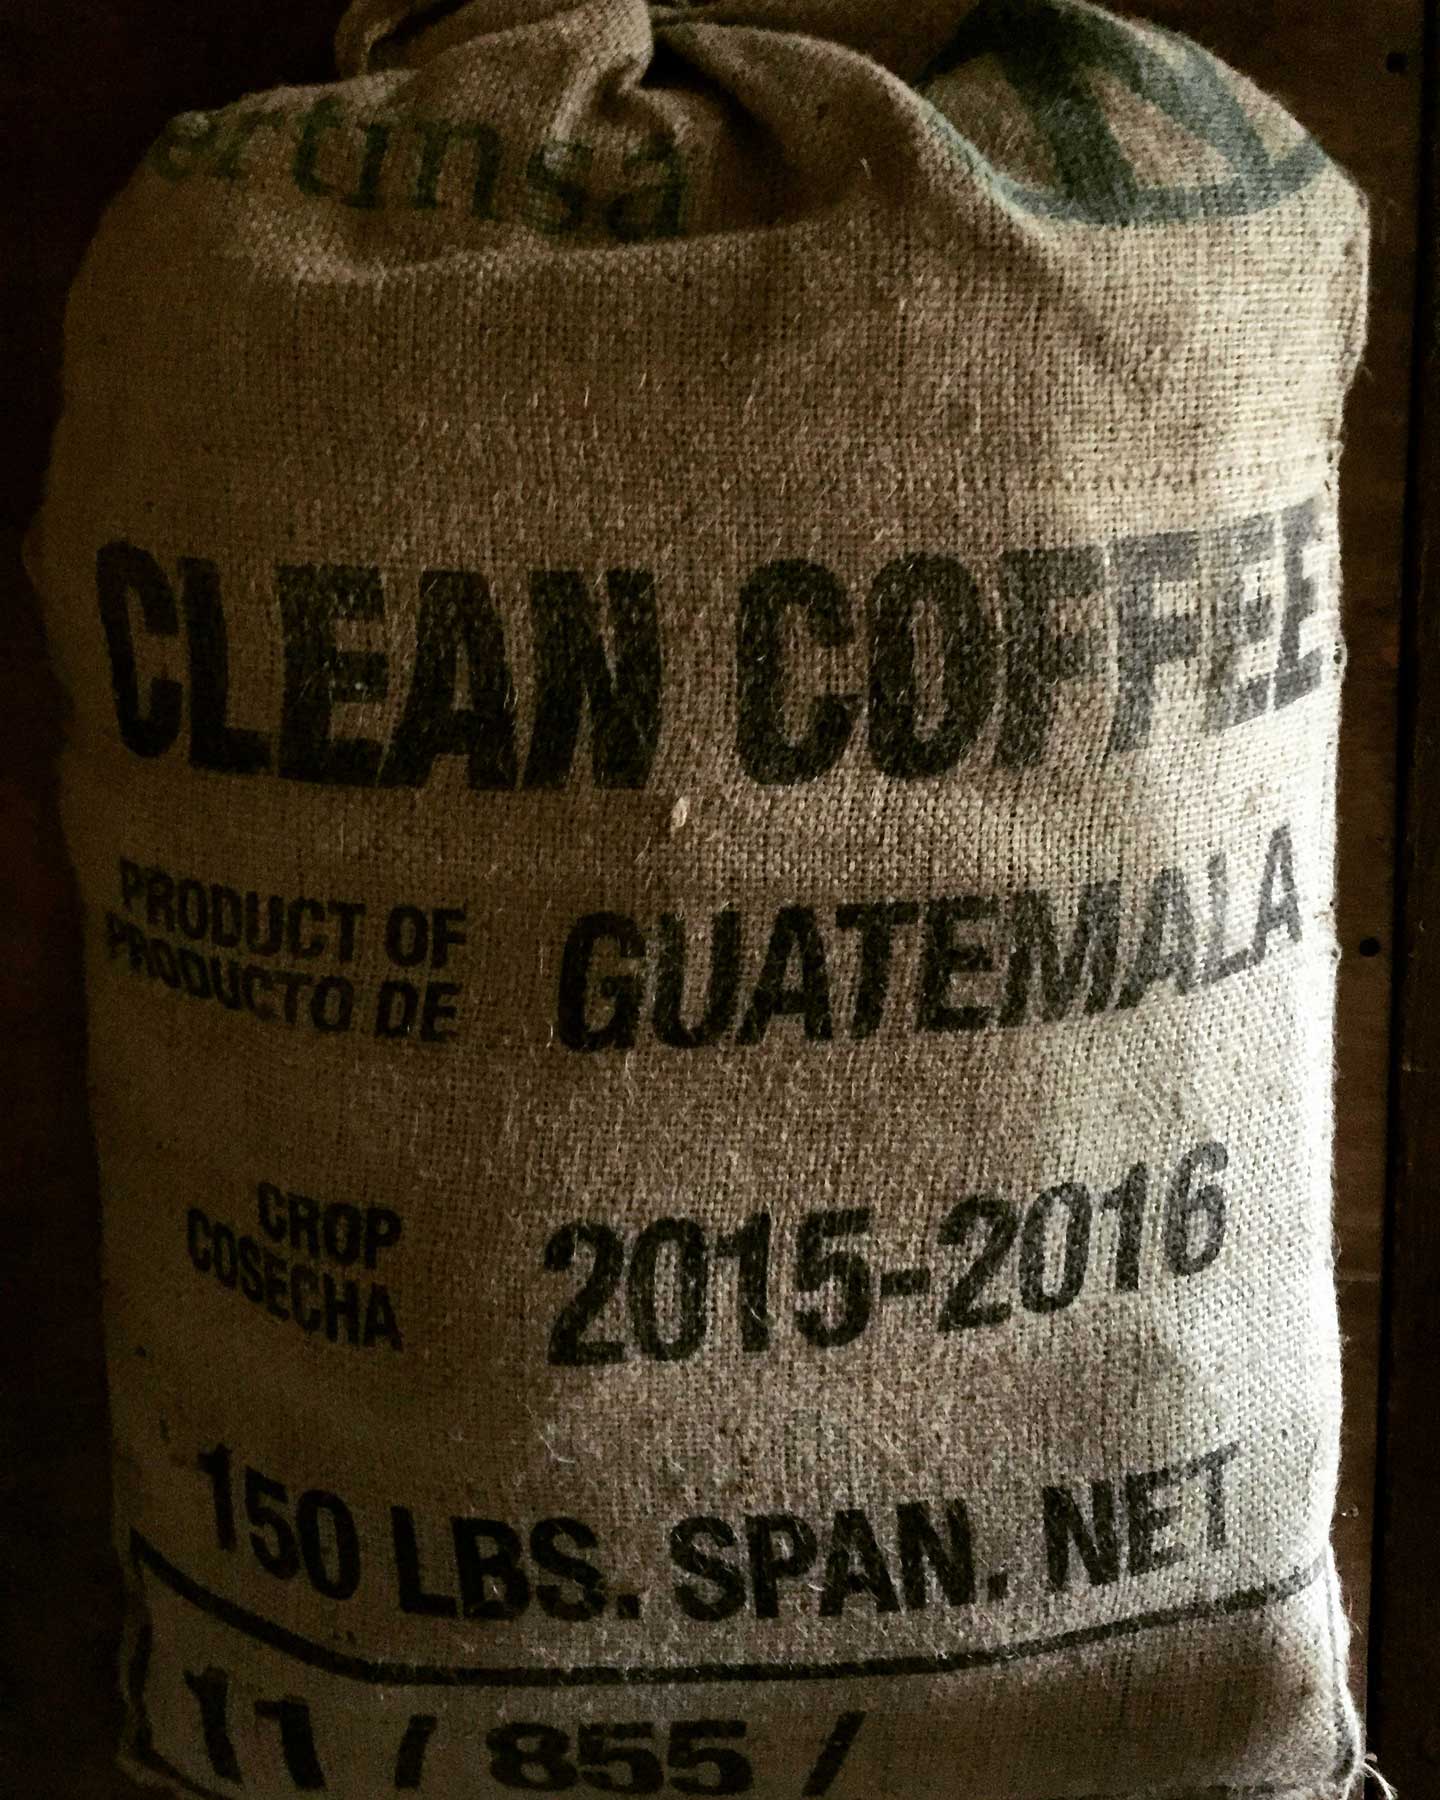 CLEAN COFFEE
PRODUCT OF
PRODUCTO DE
GUATEMALA
CROP
COSECHA
2015-2016
150 LBS. SPAN. NET
11 / 855 /